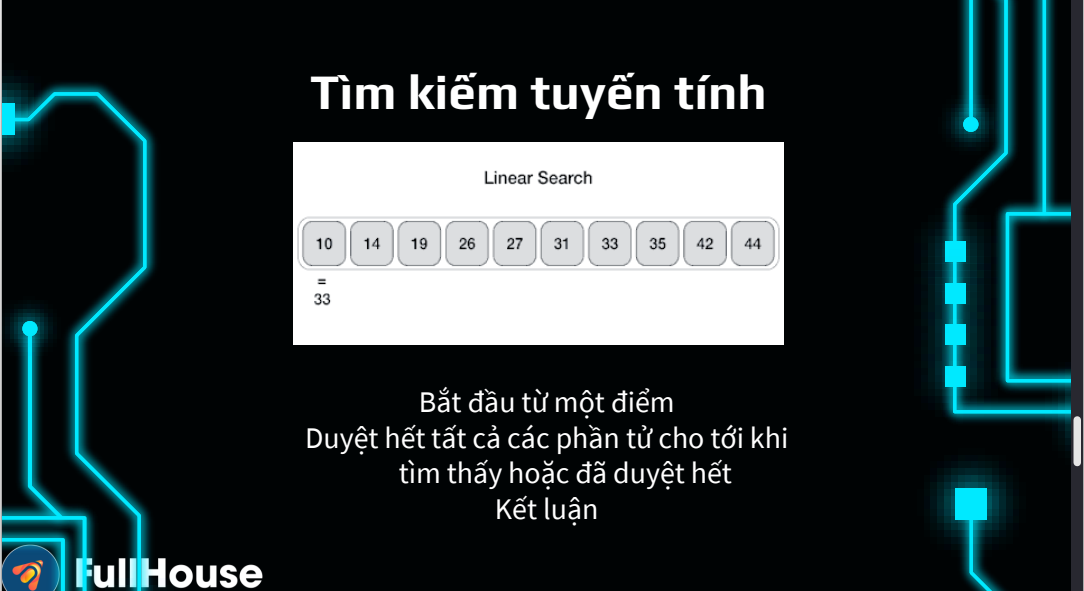 Tìm kiếm tuyến tính
Linear Search
10 14 19 26 27 31 33 35 42 44
=
33
Bắt đầu từ một điểm
Duyệt hết tất cả các phần tử cho tới khi
tìm thấy hoặc đã duyệt hết
Kết luận
FullHouse